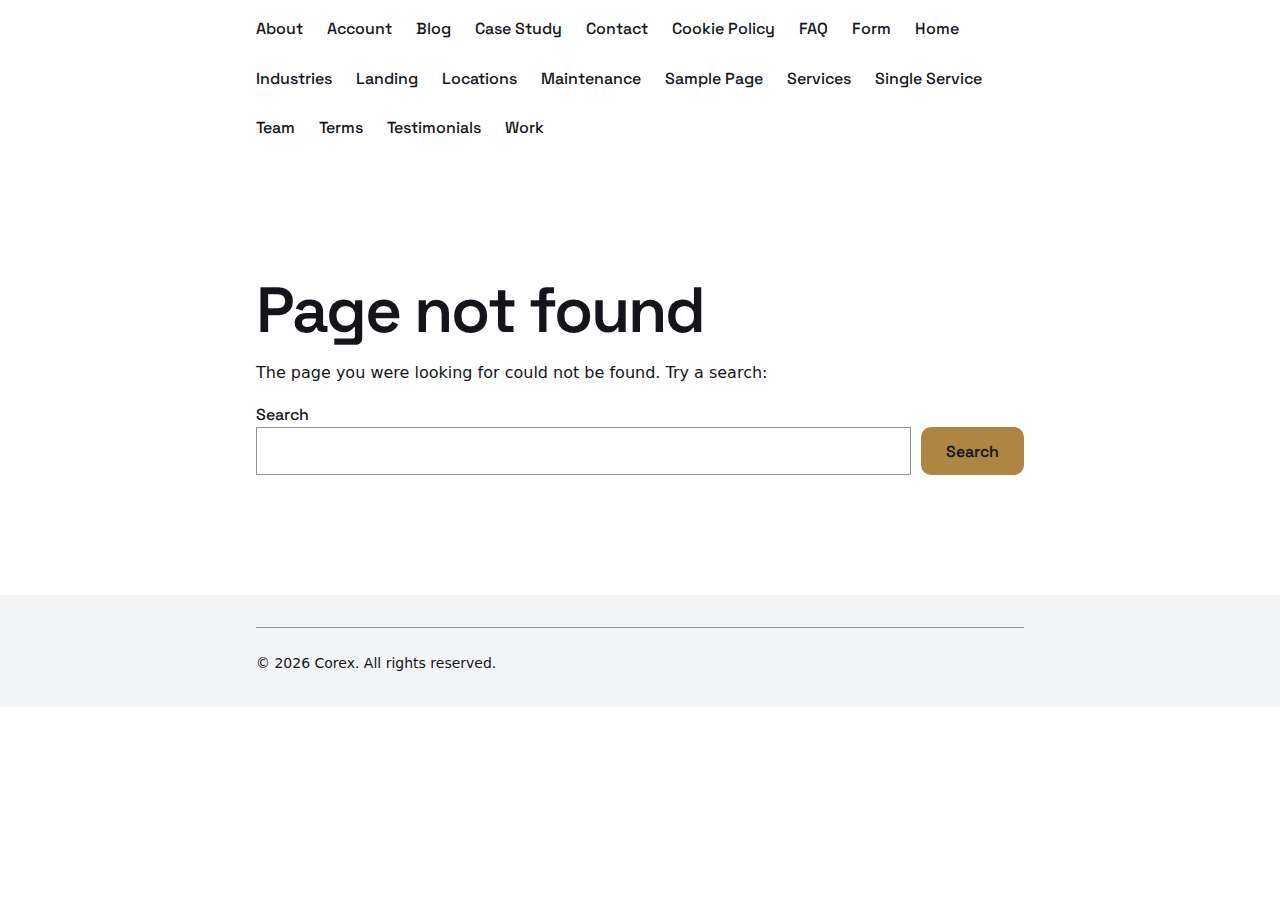 About Account Blog Case Study Contact Cookie Policy FAQ Form Home
Industries Landing Locations Maintenance Sample Page Services Single Service
Team Terms Testimonials Work
Page not found
The page you were looking for could not be found. Try a search:
Search
Search
© 2026 Corex. All rights reserved.